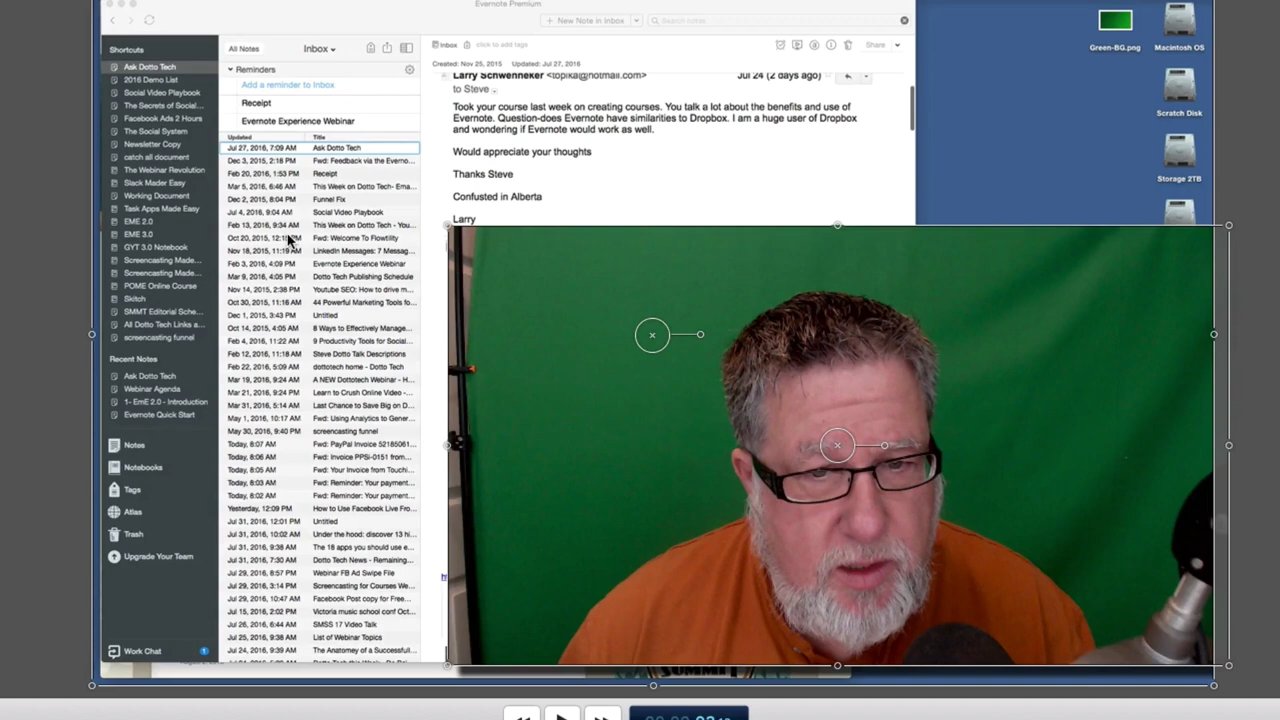 Evernote Premium
+ New Note in Inbox
Search notes
Green-BG.png
Macintosh OS
Scratch Disk
Storage 2TB
Shortcuts
Ask Dotto Tech
2016 Demo List
Social Video Playbook
The Secrets of Social...
Facebook Ads 2 Hours
The Social System
Newsletter Copy
catch all document
The Webinar Revolution
Slack Mader Easy
Working Document
Task Apps Made Easy
EME 2.0
EME 3.0
GYT 3.0 Notebook
Screencasting Made...
Screencasting Made...
POME Online Course
Skitch
SMMT Editorial Sche...
All Dotto Tech Links a...
screencasting funnel
Recent Notes
Ask Dotto Tech
Webinar Agenda
1- EmE 2.0 - Introduction
Evernote Quick Start
Notes
Notebooks
Tags
Atlas
Trash
Upgrade Your Team
Work Chat 1
All Notes
Inbox
Reminders
Add a reminder to Inbox
Receipt
Evernote Experience Webinar
Updated Title
Jul 27, 2016, 7:09 AM Ask Dotto Tech
Dec 3, 2015, 2:18 PM Fwd: Feedback via the Everno...
Feb 20, 2016, 1:53 PM Receipt
Mar 5, 2016, 6:46 AM This Week on Dotto Tech- Ema...
Dec 2, 2015, 8:04 PM Funnel Fix
Jul 4, 2016, 9:04 AM Social Video Playbook
Feb 13, 2016, 9:34 AM This Week on Dotto Tech - You...
Oct 20, 2015, Fwd: Welcome To Flowtility
Nov 18, 2015, 11:19 AM LinkedIn Messages: 7 Messag...
Feb 3, 2016, 4:09 PM Evernote Experience Webinar
Mar 9, 2016, 4:05 PM Dotto Tech Publishing Schedule
Nov 14, 2015, 2:38 PM Youtube SEO: How to drive m...
Oct 30, 2015, 11:16 AM 44 Powerful Marketing Tools fo...
Dec 1, 2015, 3:43 PM Untitled
Oct 14, 2015, 4:05 AM 8 Ways to Effectively Manage...
Feb 4, 2016, 11:22 AM 9 Productivity Tools for Social...
Feb 12, 2016, 11:18 AM Steve Dotto Talk Descriptions
Feb 22, 2016, 5:09 AM dottotech home - Dotto Tech
Mar 19, 2016, 9:24 AM A NEW Dottotech Webinar - H...
Mar 21, 2016, 9:24 PM Learn to Crush Online Video -...
Mar 31, 2016, 5:14 AM Last Chance to Save Big on D...
May 1, 2016, 10:17 AM Fwd: Using Analytics to Gener...
May 30, 2016, 9:40 PM screencasting funnel
Today, 8:07 AM Fwd: PayPal Invoice 52185061...
Today, 8:06 AM Fwd: Invoice PPSi-0151 from...
Today, 8:05 AM Fwd: Your Invoice from Touchi...
Today, 8:03 AM Fwd: Reminder: Your payment...
Today, 8:02 AM Fwd: Reminder: Your payment...
Yesterday, 12:09 PM How to Use Facebook Live Fro...
Jul 31, 2016, 12:01 PM Untitled
Jul 31, 2016, 10:02 AM Under the hood: discover 13 hi...
Jul 31, 2016, 9:38 AM The 18 apps you should use e...
Jul 31, 2016, 7:30 AM Dotto Tech News - Remaining...
Jul 29, 2016, 8:57 PM Webinar FB Ad Swipe File
Jul 29, 2016, 3:14 PM Screencasting for Courses We...
Jul 29, 2016, 10:47 AM Facebook Post copy for Free...
Jul 15, 2016, 2:02 PM Victoria music school conf Oct...
Jul 26, 2016, 6:44 AM SMSS 17 Video Talk
Jul 25, 2016, 9:38 AM List of Webinar Topics
Jul 24, 2016, 9:39 AM The Amazing Story of the Am...
Inbox click to add tags
Share
Created: Nov 25, 2015 Updated: Jul 27, 2016
Larry Schwenneker <topika@hotmail.com> Jul 24 (2 days ago)
to Steve
Took your course last week on creating courses. You talk a lot about the benefits and use of
Evernote. Question-does Evernote have similarities to Dropbox. I am a huge user of Dropbox
and wondering if Evernote would work as well.
Would appreciate your thoughts
Thanks Steve
Confusted in Alberta
Larry